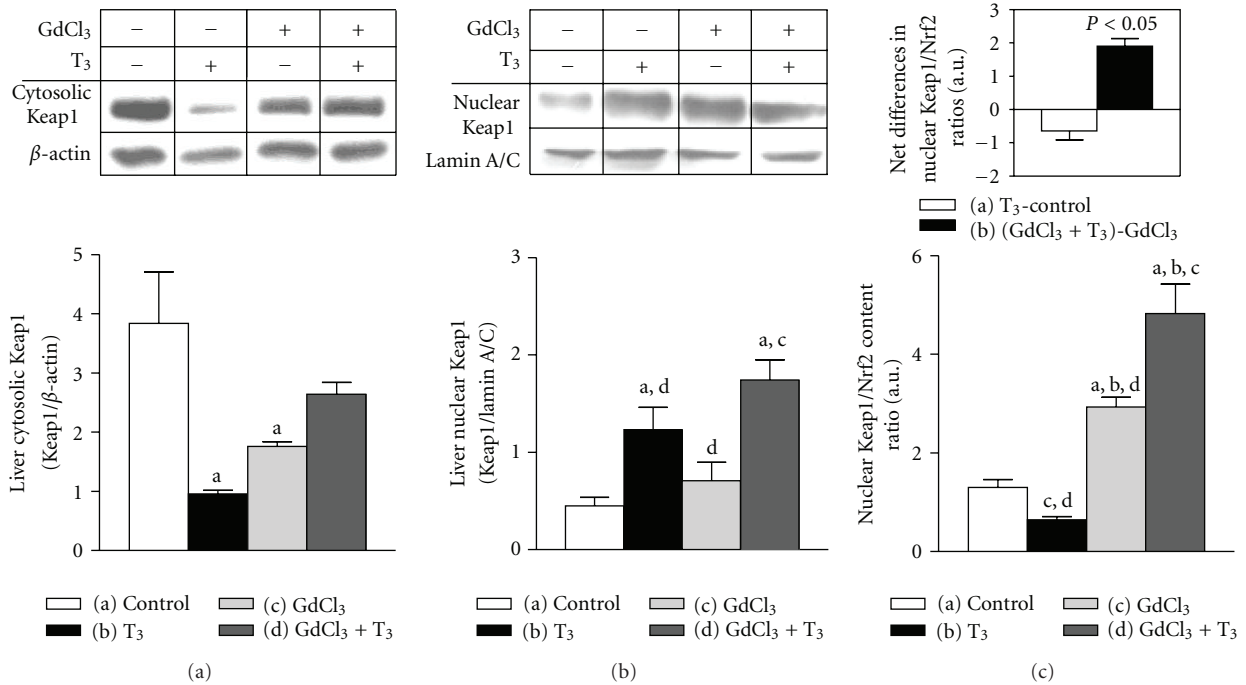 GdCl₃ − − + +
T₃ − + − +
Cytosolic
Keap1
β-actin
5
4
3
2
1
0
Liver cytosolic Keap1
(Keap1/β-actin)
a
a
(a) Control
(b) T₃
(c) GdCl₃
(d) GdCl₃ + T₃
(a)
GdCl₃ − − + +
T₃ − + − +
Nuclear
Keap1
Lamin A/C
3
2
1
0
Liver nuclear Keap1
(Keap1/lamin A/C)
a, d
d
a, c
(a) Control
(b) T₃
(c) GdCl₃
(d) GdCl₃ + T₃
(b)
3
2
1
0
−1
−2
Net differences in
nuclear Keap1/Nrf2
ratios (a.u.)
P < 0.05
(a) T₃-control
(b) (GdCl₃ + T₃)-GdCl₃
6
4
2
0
Nuclear Keap1/Nrf2 content
ratio (a.u.)
c, d
a, b, d
a, b, c
(a) Control
(b) T₃
(c) GdCl₃
(d) GdCl₃ + T₃
(c)